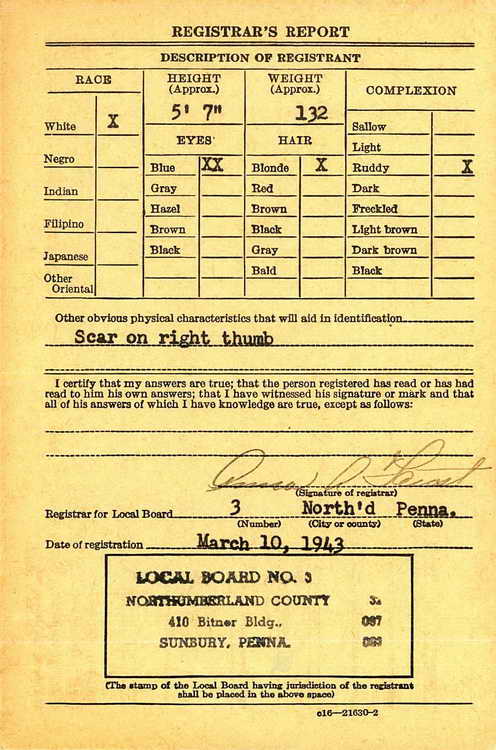 REGISTRAR'S REPORT
DESCRIPTION OF REGISTRANT
RACE
HEIGHT (Approx.)
WEIGHT (Approx.)
COMPLEXION
5' 7"
132
White X
Negro
Indian
Filipino
Japanese
Other Oriental
EYES
Blue XX
Gray
Hazel
Brown
Black
HAIR
Blonde X
Red
Brown
Black
Gray
Bald
Sallow
Light
Ruddy X
Dark
Freckled
Light brown
Dark brown
Black
Other obvious physical characteristics that will aid in identification
Scar on right thumb
I certify that my answers are true; that the person registered has read or has had
read to him his own answers; that I have witnessed his signature or mark and that
all of his answers of which I have knowledge are true, except as follows:
(Signature of registrar)
Registrar for Local Board 3 North'd Penna.
(Number) (City or county) (State)
Date of registration March 10, 1943
LOCAL BOARD NO. 3
NORTHUMBERLAND COUNTY
410 Bitner Bldg., 097
SUNBURY, PENNA.
(The stamp of the Local Board having jurisdiction of the registrant
shall be placed in the above space)
c16—21630-2